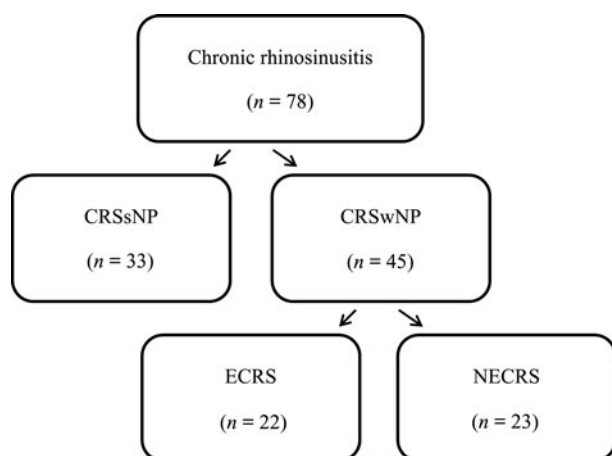 Chronic rhinosinusitis
(n = 78)
CRSsNP
(n = 33)
CRSwNP
(n = 45)
ECRS
(n = 22)
NECRS
(n = 23)